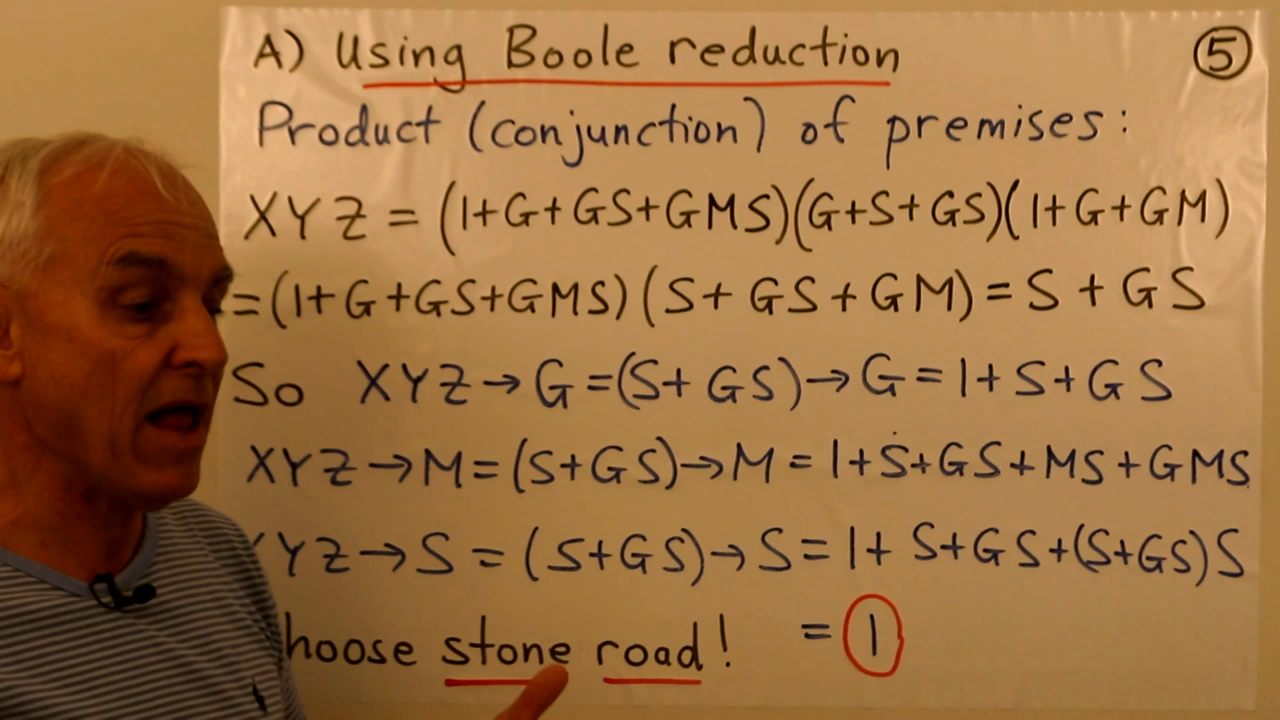 A) Using Boole reduction ⑤
Product (conjunction) of premises:
XYZ = (1+G+GS+GMS)(G+S+GS)(1+G+GM)
=(1+G+GS+GMS)(S+GS+GM)=S+GS
So XYZ→G=(S+GS)→G=1+S+GS
XYZ→M=(S+GS)→M=1+S+GS+MS+GMS
YZ→S=(S+GS)→S=1+S+GS+(S+GS)S
hoose stone road! = 1